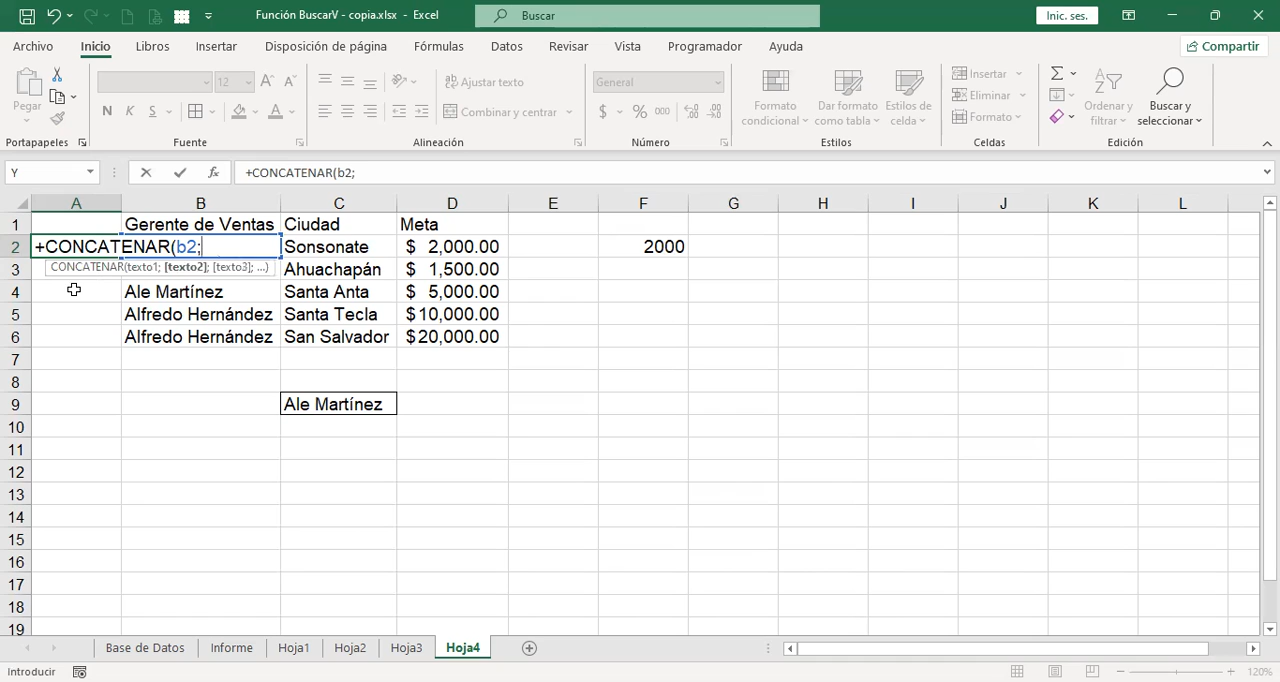 Función BuscarV - copia.xlsx - Excel
Buscar
Inic. ses.
Archivo Inicio Libros Insertar Disposición de página Fórmulas Datos Revisar Vista Programador Ayuda Compartir
Pegar
12 A A
N K S A
Ajustar texto
Combinar y centrar
General
$ % 000
Formato condicional
Dar formato como tabla
Estilos de celda
Insertar
Eliminar
Formato
Ordenar y filtrar
Buscar y seleccionar
Portapapeles Fuente Alineación Número Estilos Celdas Edición
Y fx +CONCATENAR(b2;
A B C D E F G H I J K L
1 Gerente de Ventas Ciudad Meta
2 +CONCATENAR(b2; Sonsonate $ 2,000.00 2000
CONCATENAR(texto1; [texto2]; [texto3]; ...)
3 Ahuachapán $ 1,500.00
4 Ale Martínez Santa Anta $ 5,000.00
5 Alfredo Hernández Santa Tecla $10,000.00
6 Alfredo Hernández San Salvador $20,000.00
7
8
9 Ale Martínez
10
11
12
13
14
15
16
17
18
19
Base de Datos Informe Hoja1 Hoja2 Hoja3 Hoja4
Introducir 120%